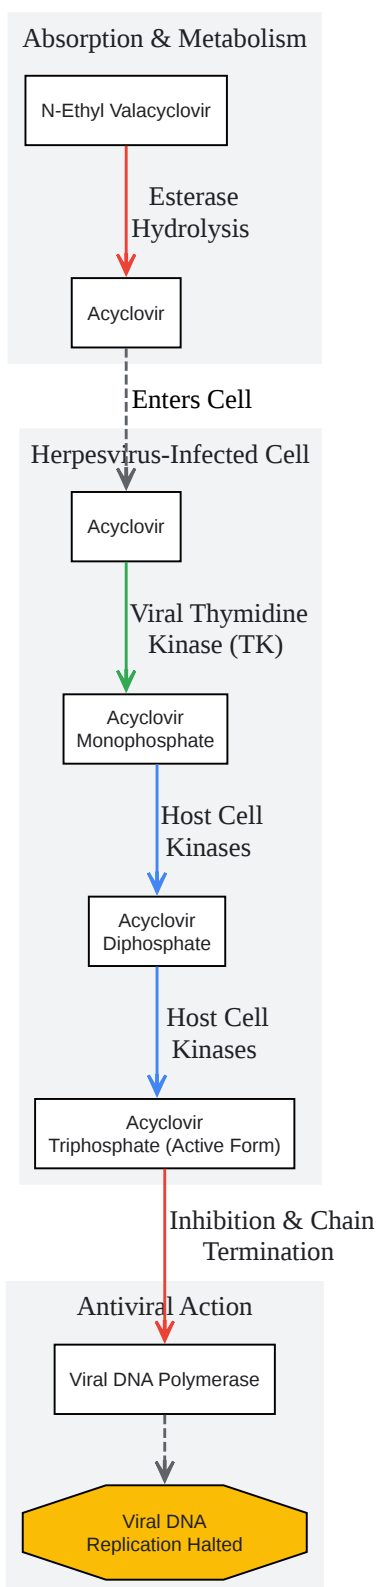 Absorption & Metabolism
N-Ethyl Valacyclovir
Esterase
Hydrolysis
Acyclovir
Enters Cell
Herpesvirus-Infected Cell
Acyclovir
Viral Thymidine
Kinase (TK)
Acyclovir
Monophosphate
Host Cell
Kinases
Acyclovir
Diphosphate
Host Cell
Kinases
Acyclovir
Triphosphate (Active Form)
Inhibition & Chain
Termination
Antiviral Action
Viral DNA Polymerase
Viral DNA
Replication Halted